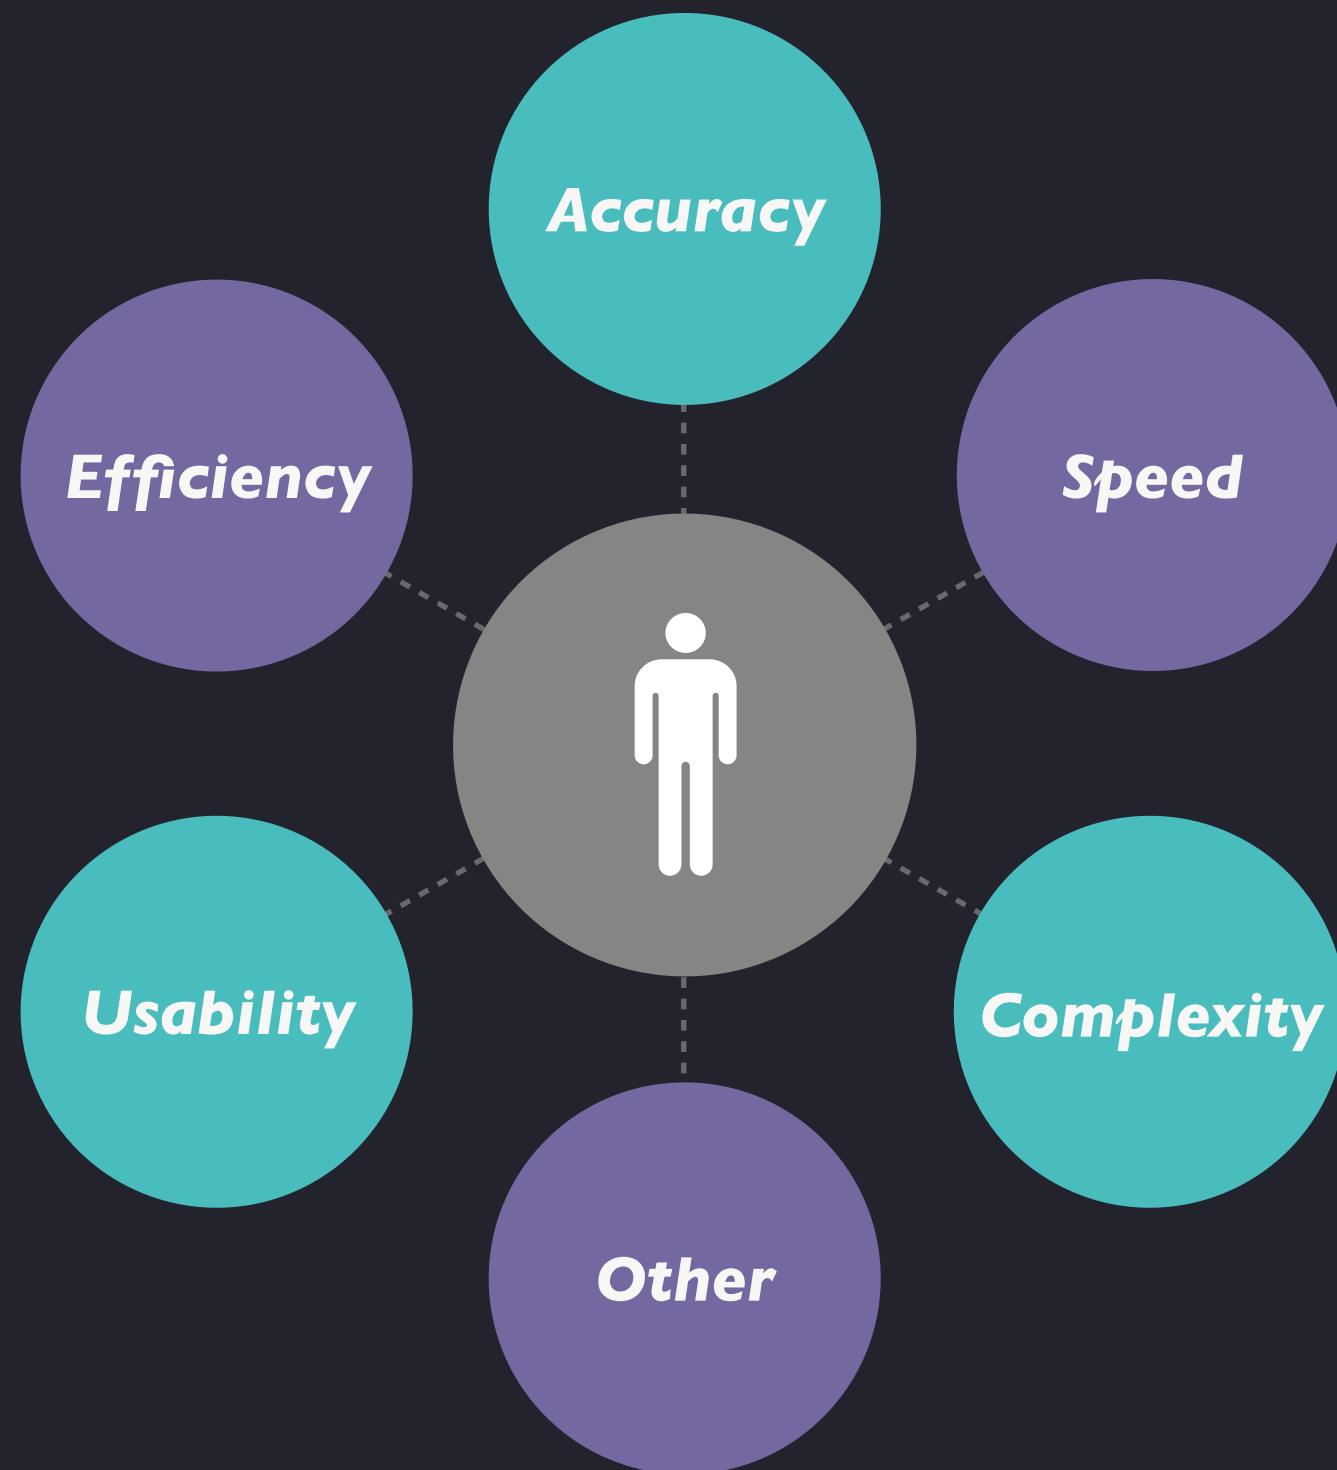 Accuracy
Efficiency
Speed
Usability
Complexity
Other